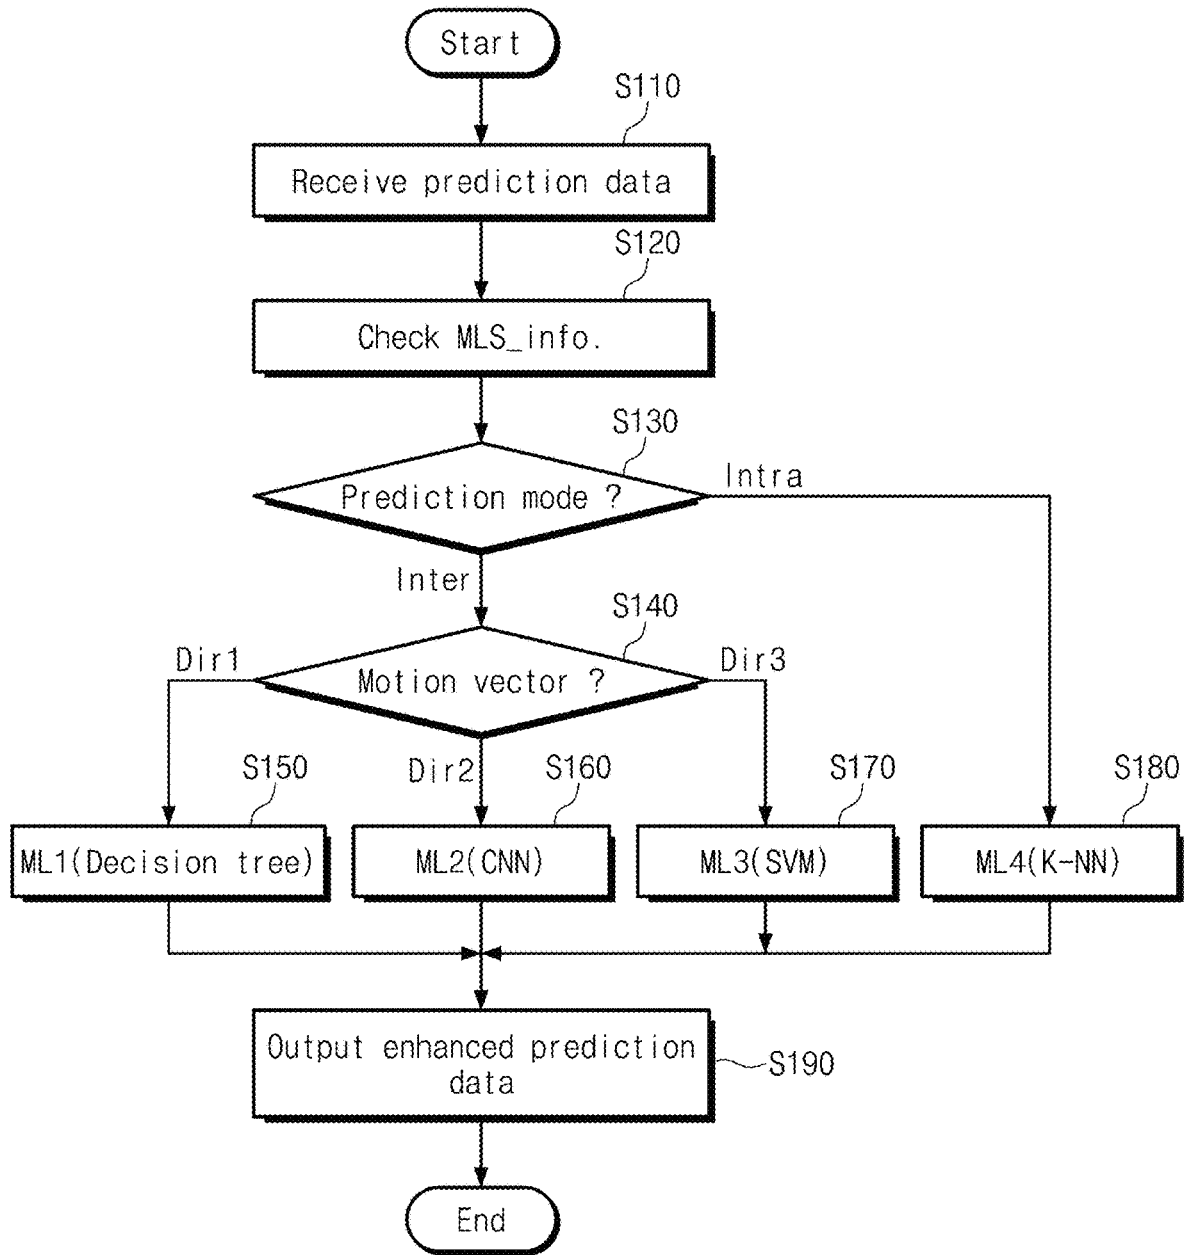 Start
S110
Receive prediction data
S120
Check MLS_info.
S130
Prediction mode ?
Intra
Inter
S140
Dir1
Motion vector ?
Dir3
Dir2
S150
S160
S170
S180
ML1(Decision tree)
ML2(CNN)
ML3(SVM)
ML4(K-NN)
Output enhanced prediction
data
S190
End